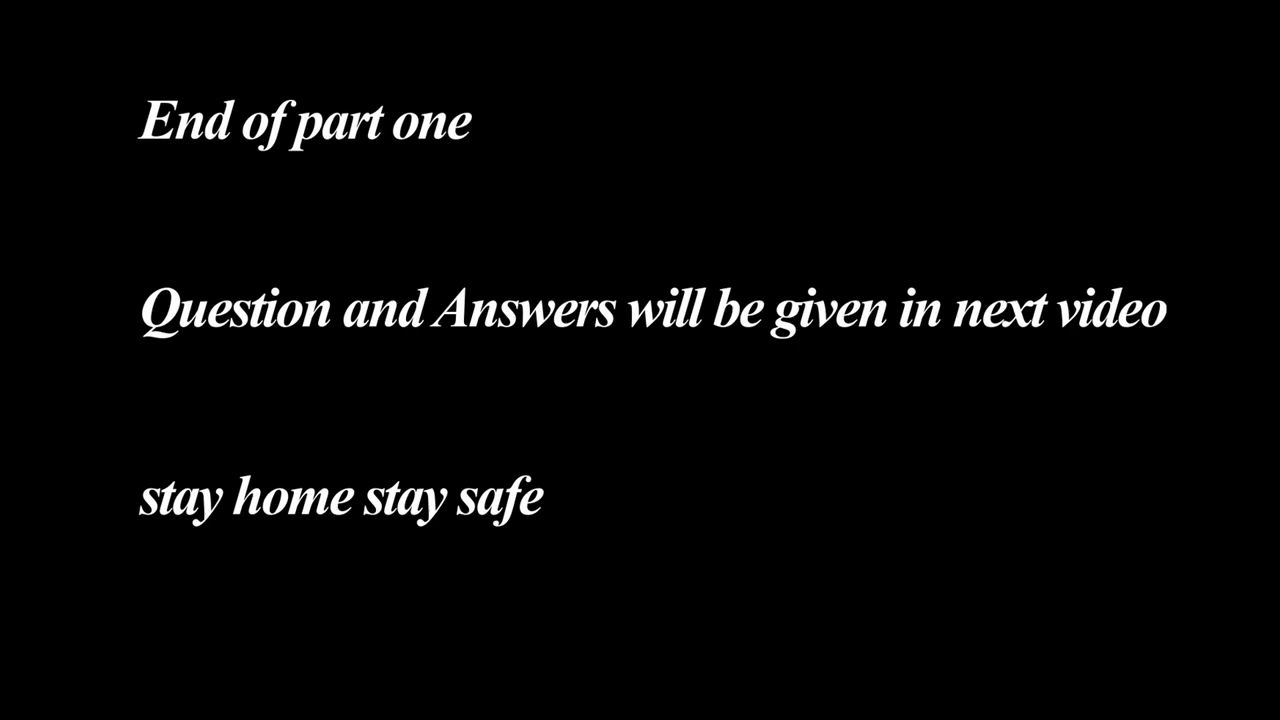 End of part one
Question and Answers will be given in next video
stay home stay safe